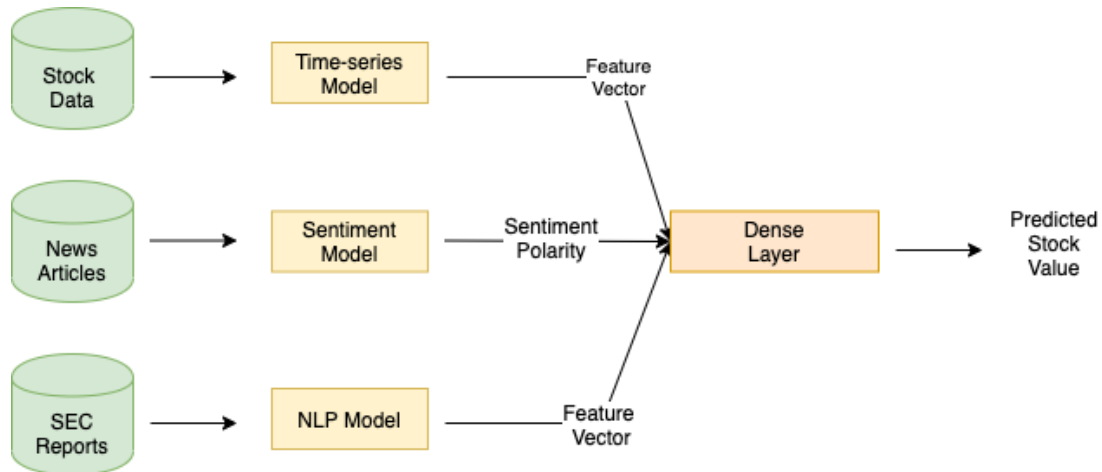 Stock
Data
Time-series
Model
Feature
Vector
News
Articles
Sentiment
Model
Sentiment
Polarity
Dense
Layer
Predicted
Stock
Value
SEC
Reports
NLP Model
Feature
Vector